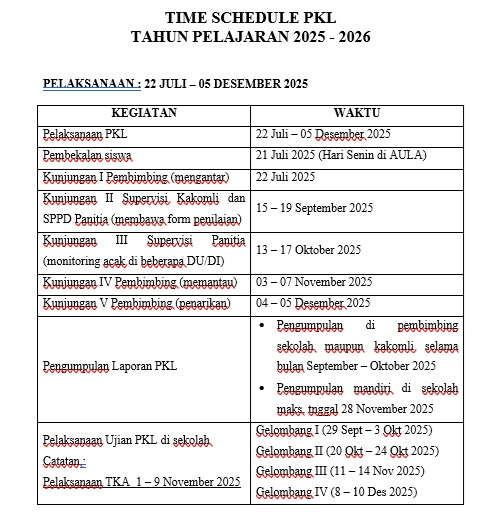 TIME SCHEDULE PKL
TAHUN PELAJARAN 2025 - 2026
PELAKSANAAN : 22 JULI – 05 DESEMBER 2025
KEGIATAN
WAKTU
Pelaksanaan PKL
22 Juli – 05 Desember 2025
Pembekalan siswa
21 Juli 2025 (Hari Senin di AULA)
Kunjungan I Pembimbing (mengantar)
22 Juli 2025
Kunjungan II Supervisi Kakomli dan
SPPD Panitia (membawa form penilaian)
15 – 19 September 2025
Kunjungan III Supervisi Panitia
(monitoring acak di beberapa DU/DI)
13 – 17 Oktober 2025
Kunjungan IV Pembimbing (memantau)
03 – 07 November 2025
Kunjungan V Pembimbing (penarikan)
04 – 05 Desember 2025
Pengumpulan Laporan PKL
• Pengumpulan di pembimbing
sekolah maupun kakomli selama
bulan September – Oktober 2025
• Pengumpulan mandiri di sekolah
maks. tnggal 28 November 2025
Pelaksanaan Ujian PKL di sekolah
Catatan :
Pelaksanaan TKA 1 – 9 November 2025
Gelombang I (29 Sept – 3 Okt 2025)
Gelombang II (20 Okt – 24 Okt 2025)
Gelombang III (11 – 14 Nov 2025)
Gelombang IV (8 – 10 Des 2025)